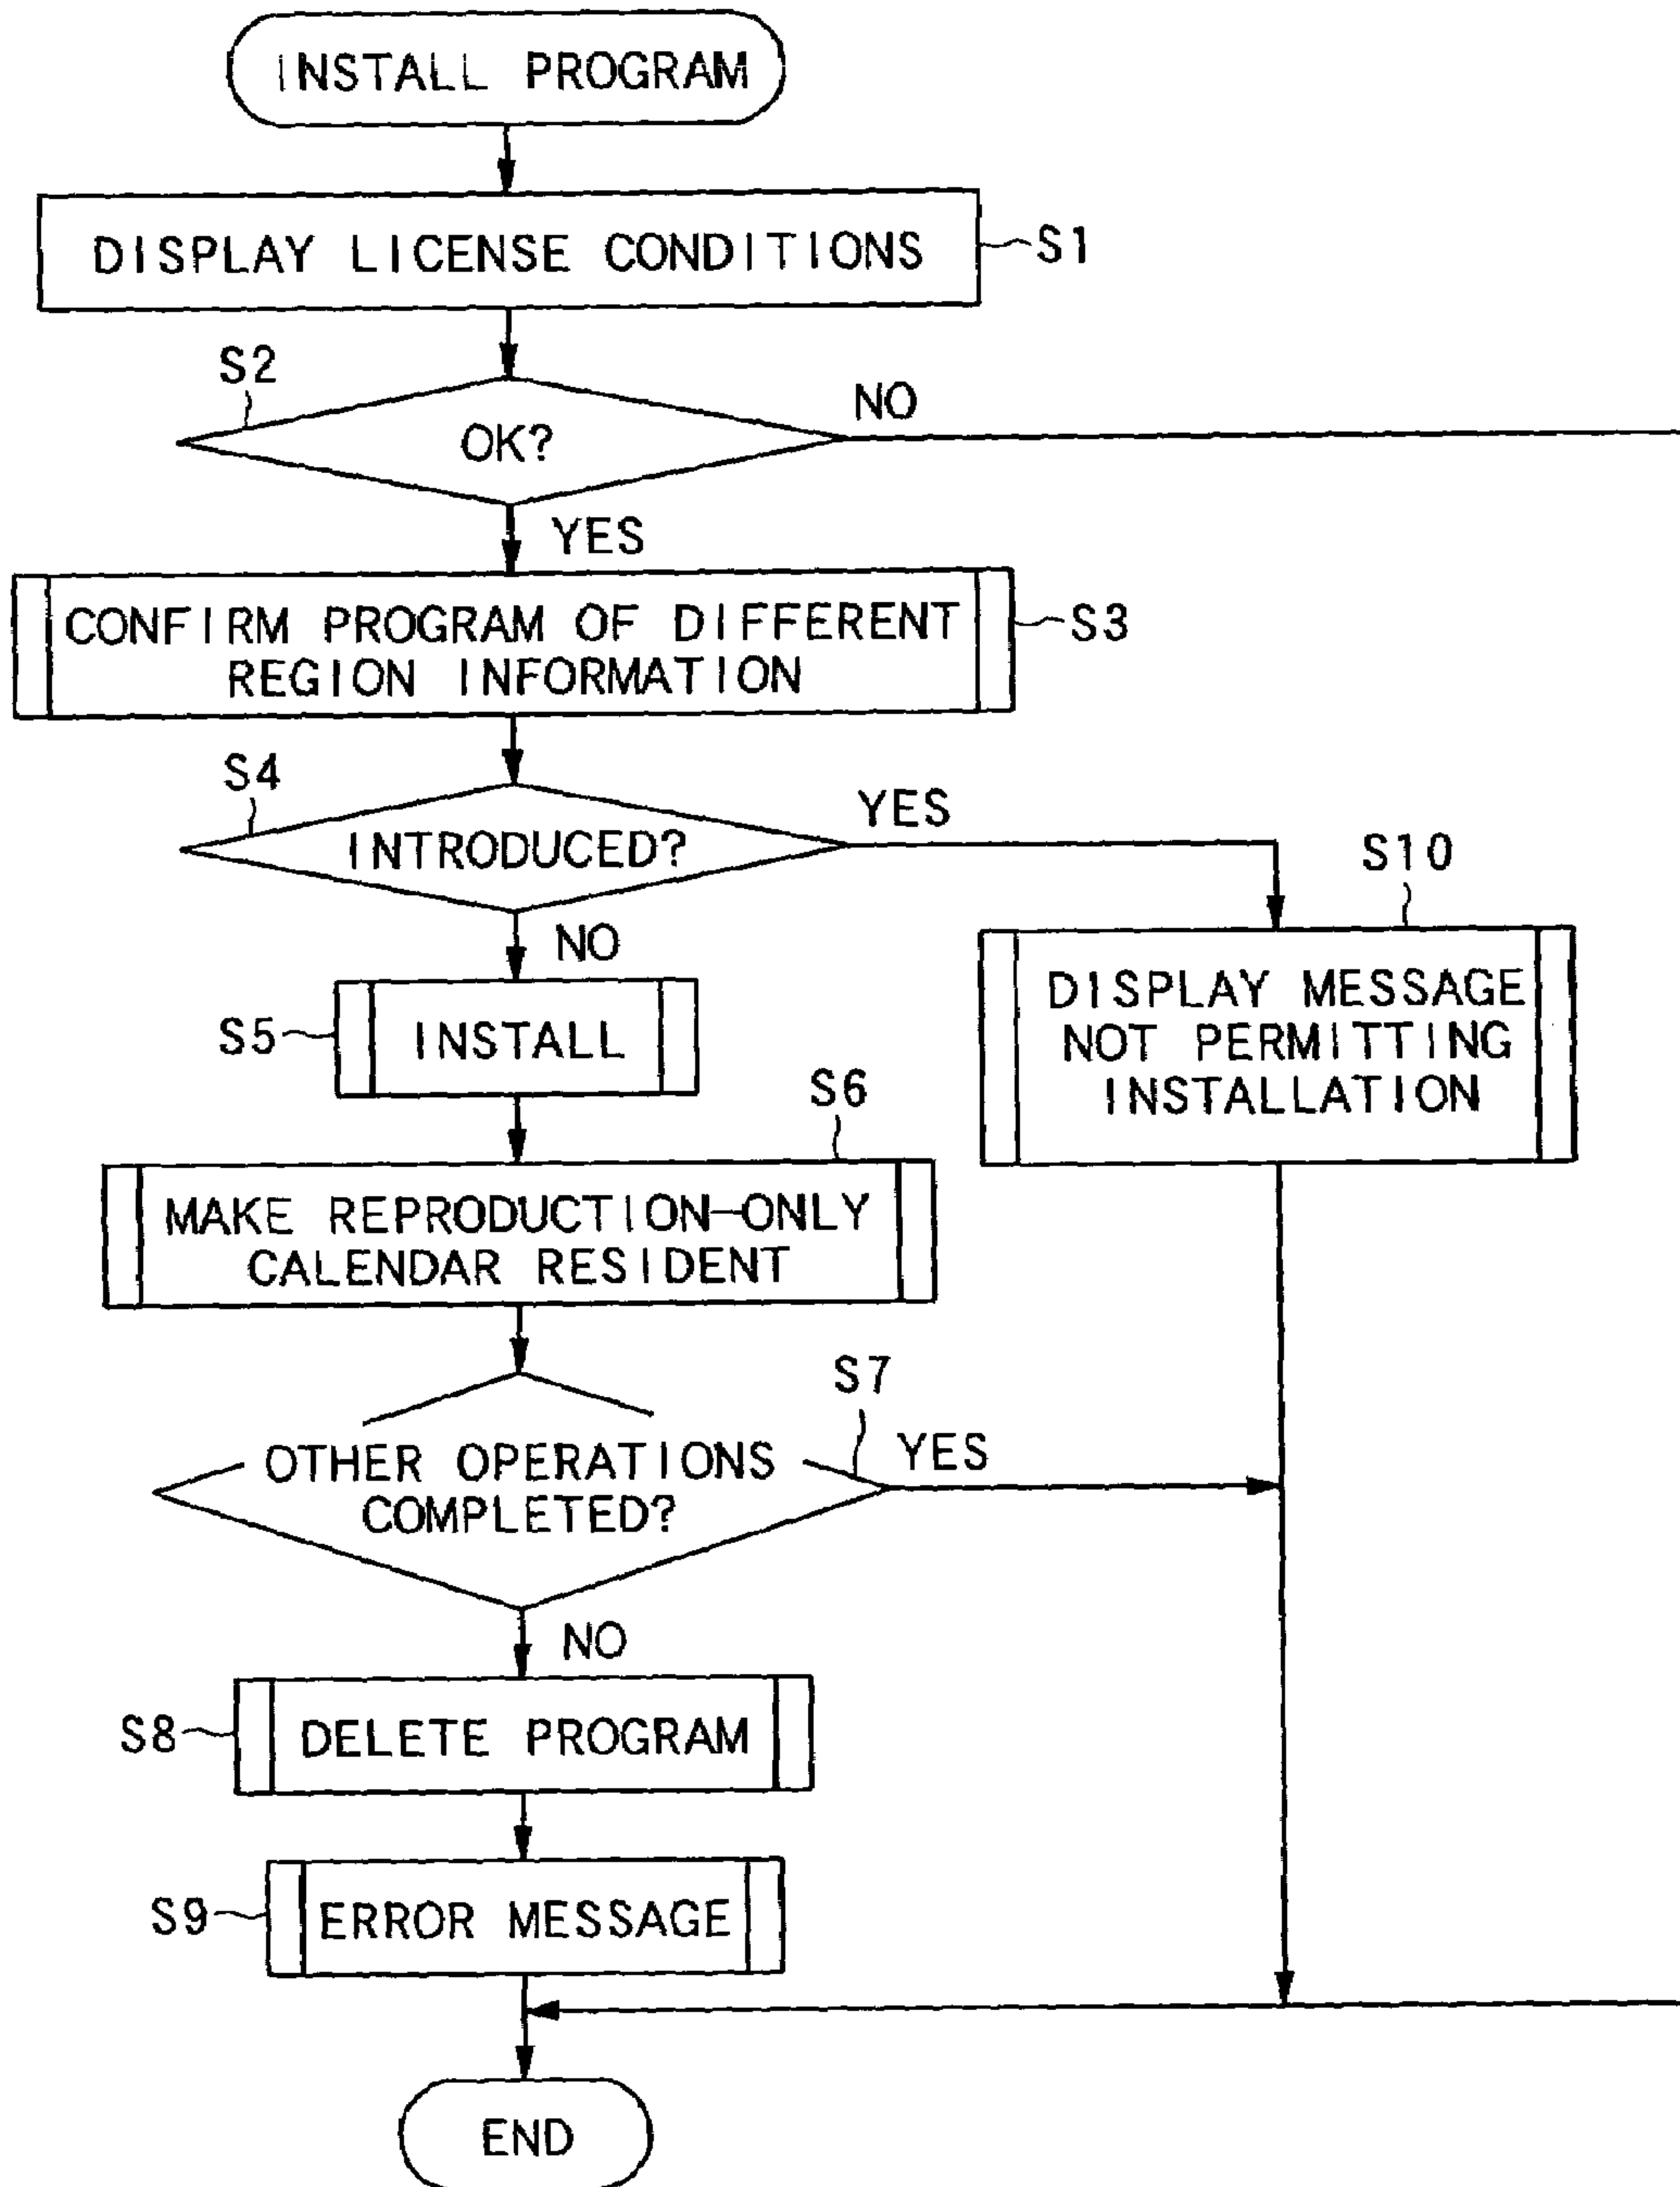 INSTALL PROGRAM
DISPLAY LICENSE CONDITIONS
S1
S2
OK?
NO
YES
CONFIRM PROGRAM OF DIFFERENT
REGION INFORMATION
S3
S4
INTRODUCED?
YES
NO
S10
DISPLAY MESSAGE
NOT PERMITTING
INSTALLATION
S5
INSTALL
S6
MAKE REPRODUCTION-ONLY
CALENDAR RESIDENT
S7
OTHER OPERATIONS
COMPLETED?
YES
NO
S8
DELETE PROGRAM
S9
ERROR MESSAGE
END